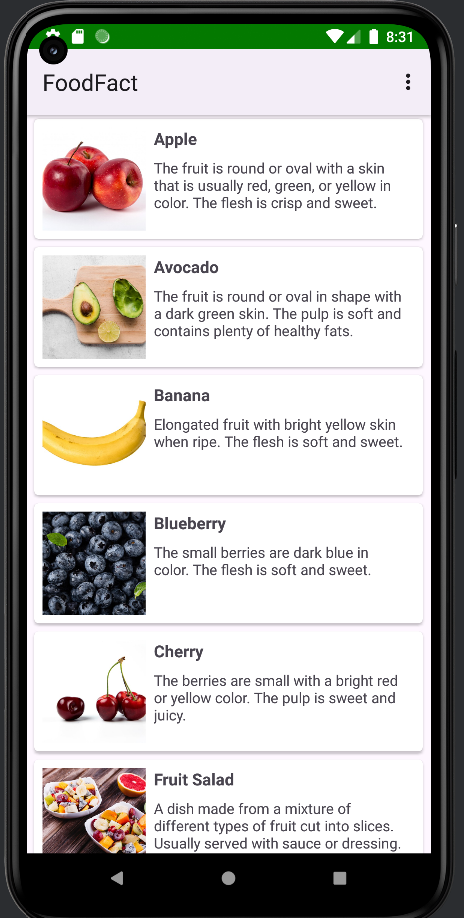 8:31
FoodFact
Apple
The fruit is round or oval with a skin
that is usually red, green, or yellow in
color. The flesh is crisp and sweet.
Avocado
The fruit is round or oval in shape with
a dark green skin. The pulp is soft and
contains plenty of healthy fats.
Banana
Elongated fruit with bright yellow skin
when ripe. The flesh is soft and sweet.
Blueberry
The small berries are dark blue in
color. The flesh is soft and sweet.
Cherry
The berries are small with a bright red
or yellow color. The pulp is sweet and
juicy.
Fruit Salad
A dish made from a mixture of
different types of fruit cut into slices.
Usually served with sauce or dressing.